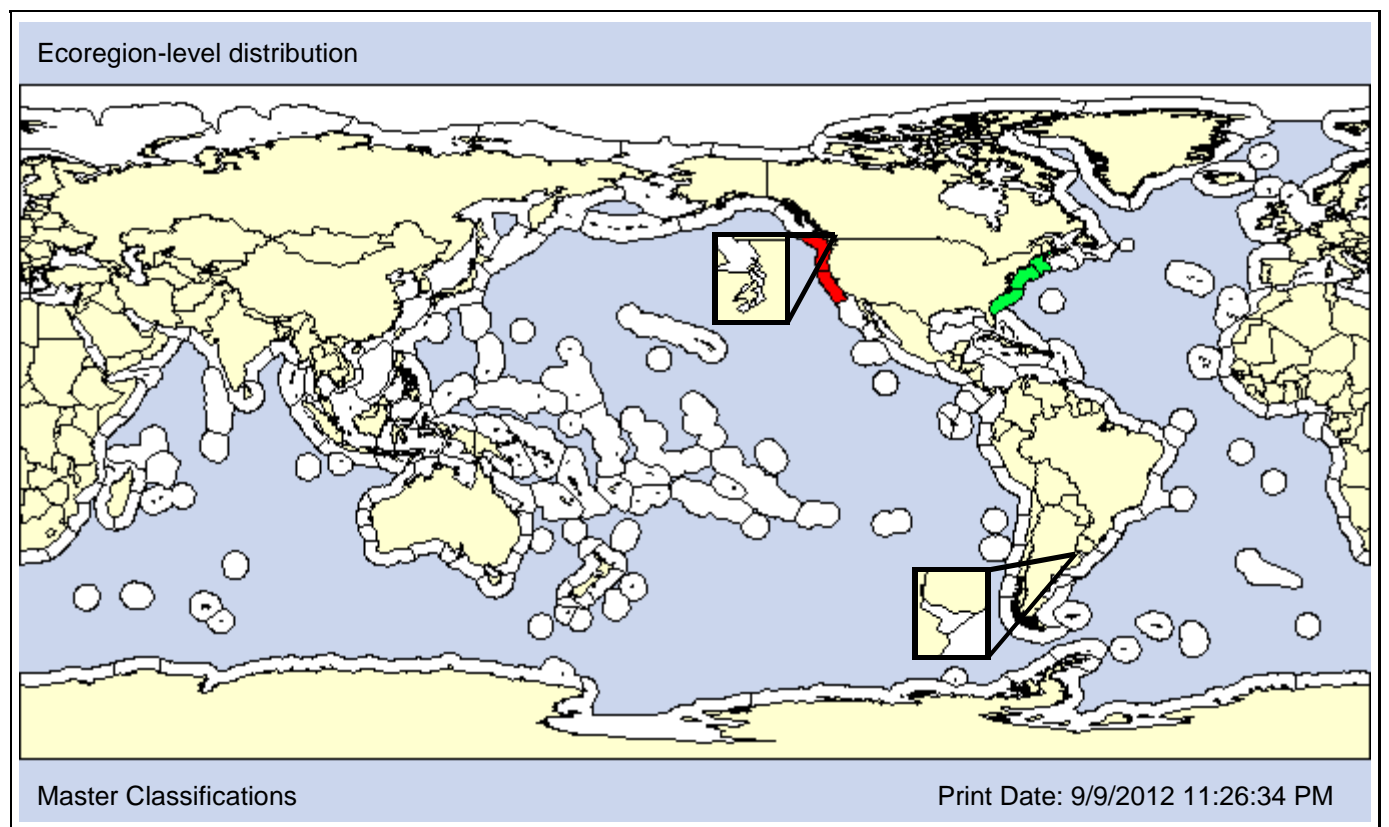 Ecoregion-level distribution
Master Classifications
Print Date: 9/9/2012 11:26:34 PM